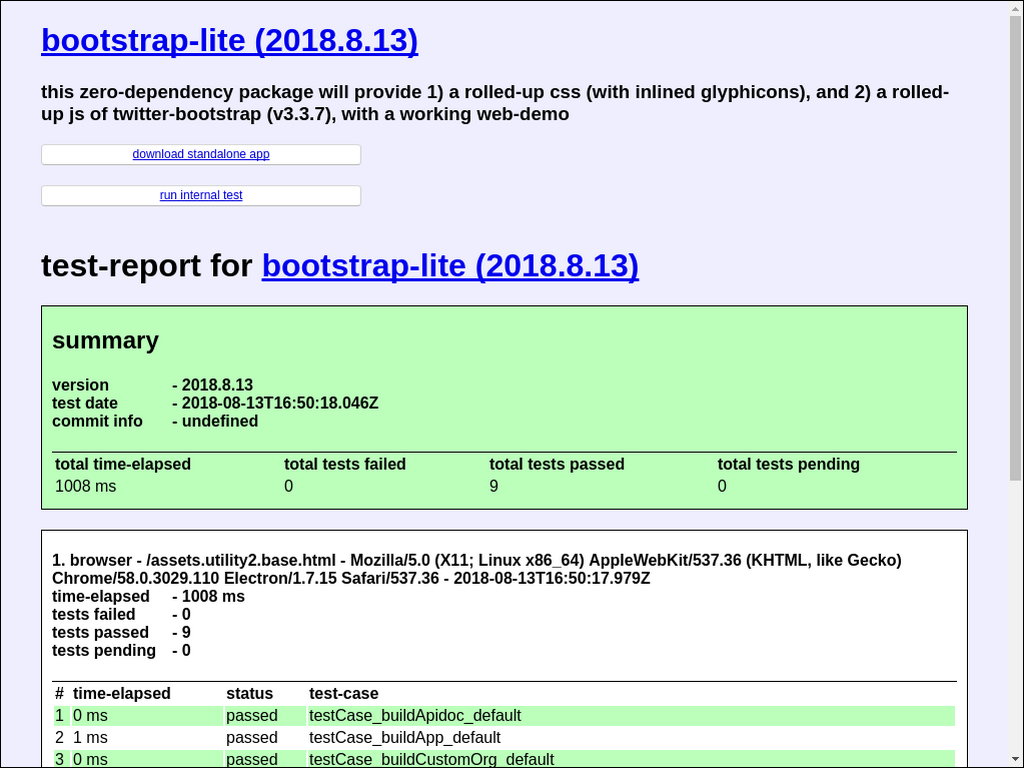 bootstrap-lite (2018.8.13)
this zero-dependency package will provide 1) a rolled-up css (with inlined glyphicons), and 2) a rolled-
up js of twitter-bootstrap (v3.3.7), with a working web-demo
download standalone app
run internal test
test-report for bootstrap-lite (2018.8.13)
summary
version - 2018.8.13
test date - 2018-08-13T16:50:18.046Z
commit info - undefined
total time-elapsed total tests failed total tests passed total tests pending
1008 ms 0 9 0
1. browser - /assets.utility2.base.html - Mozilla/5.0 (X11; Linux x86_64) AppleWebKit/537.36 (KHTML, like Gecko)
Chrome/58.0.3029.110 Electron/1.7.15 Safari/537.36 - 2018-08-13T16:50:17.979Z
time-elapsed - 1008 ms
tests failed - 0
tests passed - 9
tests pending - 0
# time-elapsed status test-case
1 0 ms passed testCase_buildApidoc_default
2 1 ms passed testCase_buildApp_default
3 0 ms passed testCase_buildCustomOrg_default